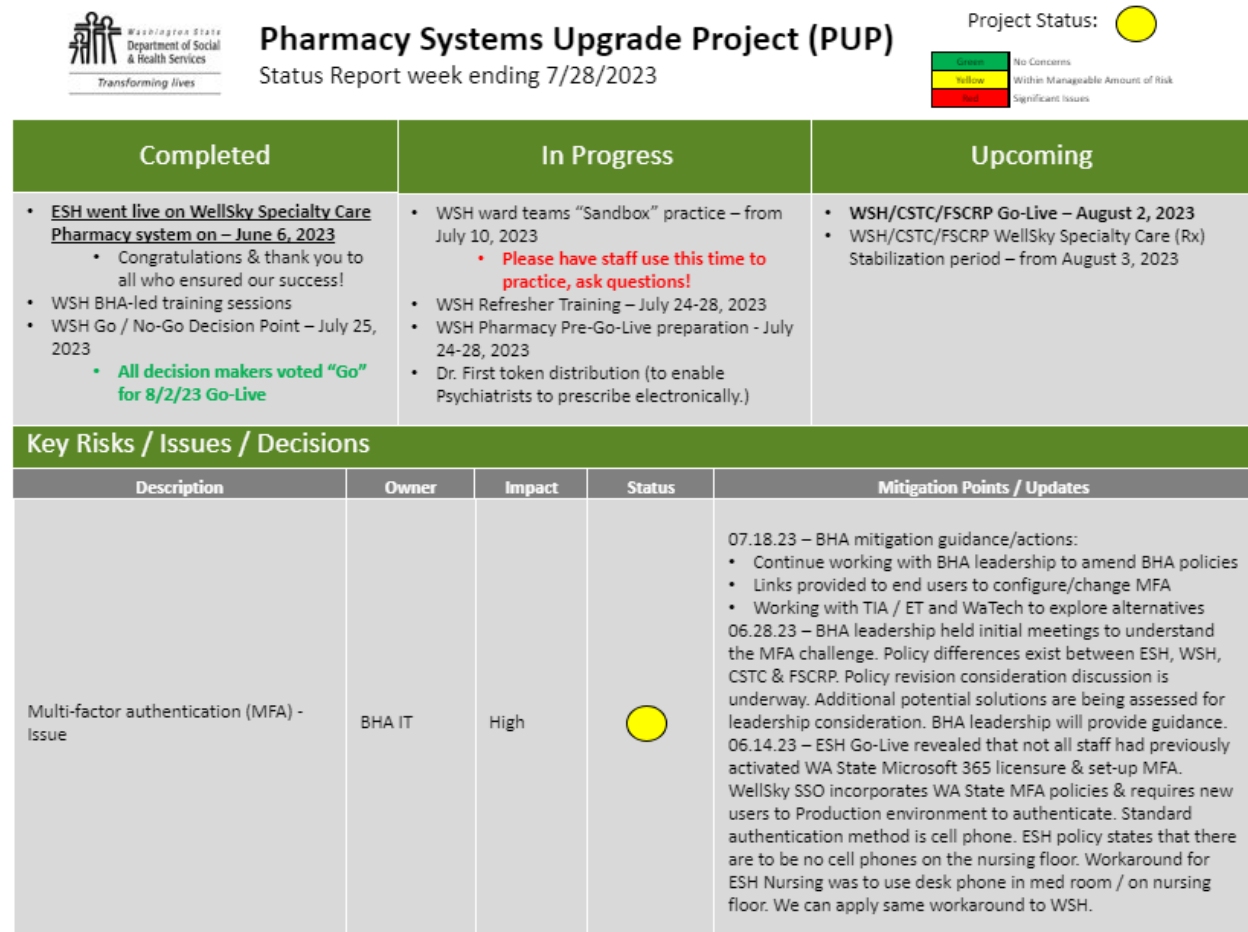 Washington State
Department of Social
& Health Services
Transforming lives
Pharmacy Systems Upgrade Project (PUP)
Status Report week ending 7/28/2023
Project Status:
Green No Concerns
Yellow Within Manageable Amount of Risk
Red Significant Issues
Completed
• ESH went live on WellSky Specialty Care
Pharmacy system on – June 6, 2023
• Congratulations & thank you to
all who ensured our success!
• WSH BHA-led training sessions
• WSH Go / No-Go Decision Point – July 25,
2023
• All decision makers voted “Go”
for 8/2/23 Go-Live
In Progress
• WSH ward teams “Sandbox” practice – from
July 10, 2023
• Please have staff use this time to
practice, ask questions!
• WSH Refresher Training – July 24-28, 2023
• WSH Pharmacy Pre-Go-Live preparation - July
24-28, 2023
• Dr. First token distribution (to enable
Psychiatrists to prescribe electronically.)
Upcoming
• WSH/CSTC/FSCRP Go-Live – August 2, 2023
• WSH/CSTC/FSCRP WellSky Specialty Care (Rx)
Stabilization period – from August 3, 2023
Key Risks / Issues / Decisions
Description Owner Impact Status Mitigation Points / Updates
Multi-factor authentication (MFA) -
Issue
BHA IT
High
07.18.23 – BHA mitigation guidance/actions:
• Continue working with BHA leadership to amend BHA policies
• Links provided to end users to configure/change MFA
• Working with TIA / ET and WaTech to explore alternatives
06.28.23 – BHA leadership held initial meetings to understand
the MFA challenge. Policy differences exist between ESH, WSH,
CSTC & FSCRP. Policy revision consideration discussion is
underway. Additional potential solutions are being assessed for
leadership consideration. BHA leadership will provide guidance.
06.14.23 – ESH Go-Live revealed that not all staff had previously
activated WA State Microsoft 365 licensure & set-up MFA.
WellSky SSO incorporates WA State MFA policies & requires new
users to Production environment to authenticate. Standard
authentication method is cell phone. ESH policy states that there
are to be no cell phones on the nursing floor. Workaround for
ESH Nursing was to use desk phone in med room / on nursing
floor. We can apply same workaround to WSH.